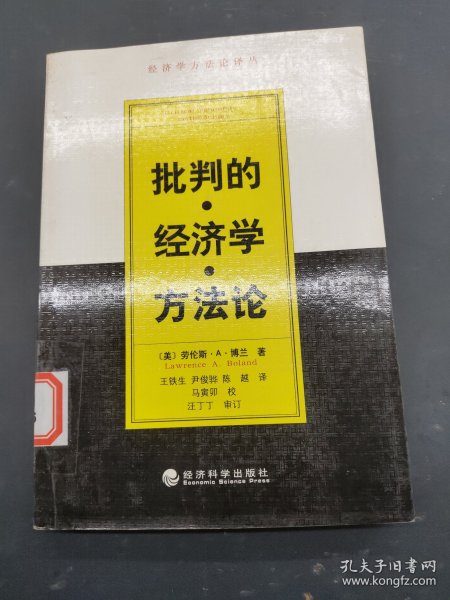 经济学方法论译丛
批判的
·
经济学
·
方法论
〔美〕劳伦斯·A·博兰 著
Lawrence A. Boland
王铁生 尹俊骅 陈 越 译
马寅卯 校
汪丁丁 审订
经济科学出版社
Economic Science Press
孔夫子旧书网
www.kongfz.com